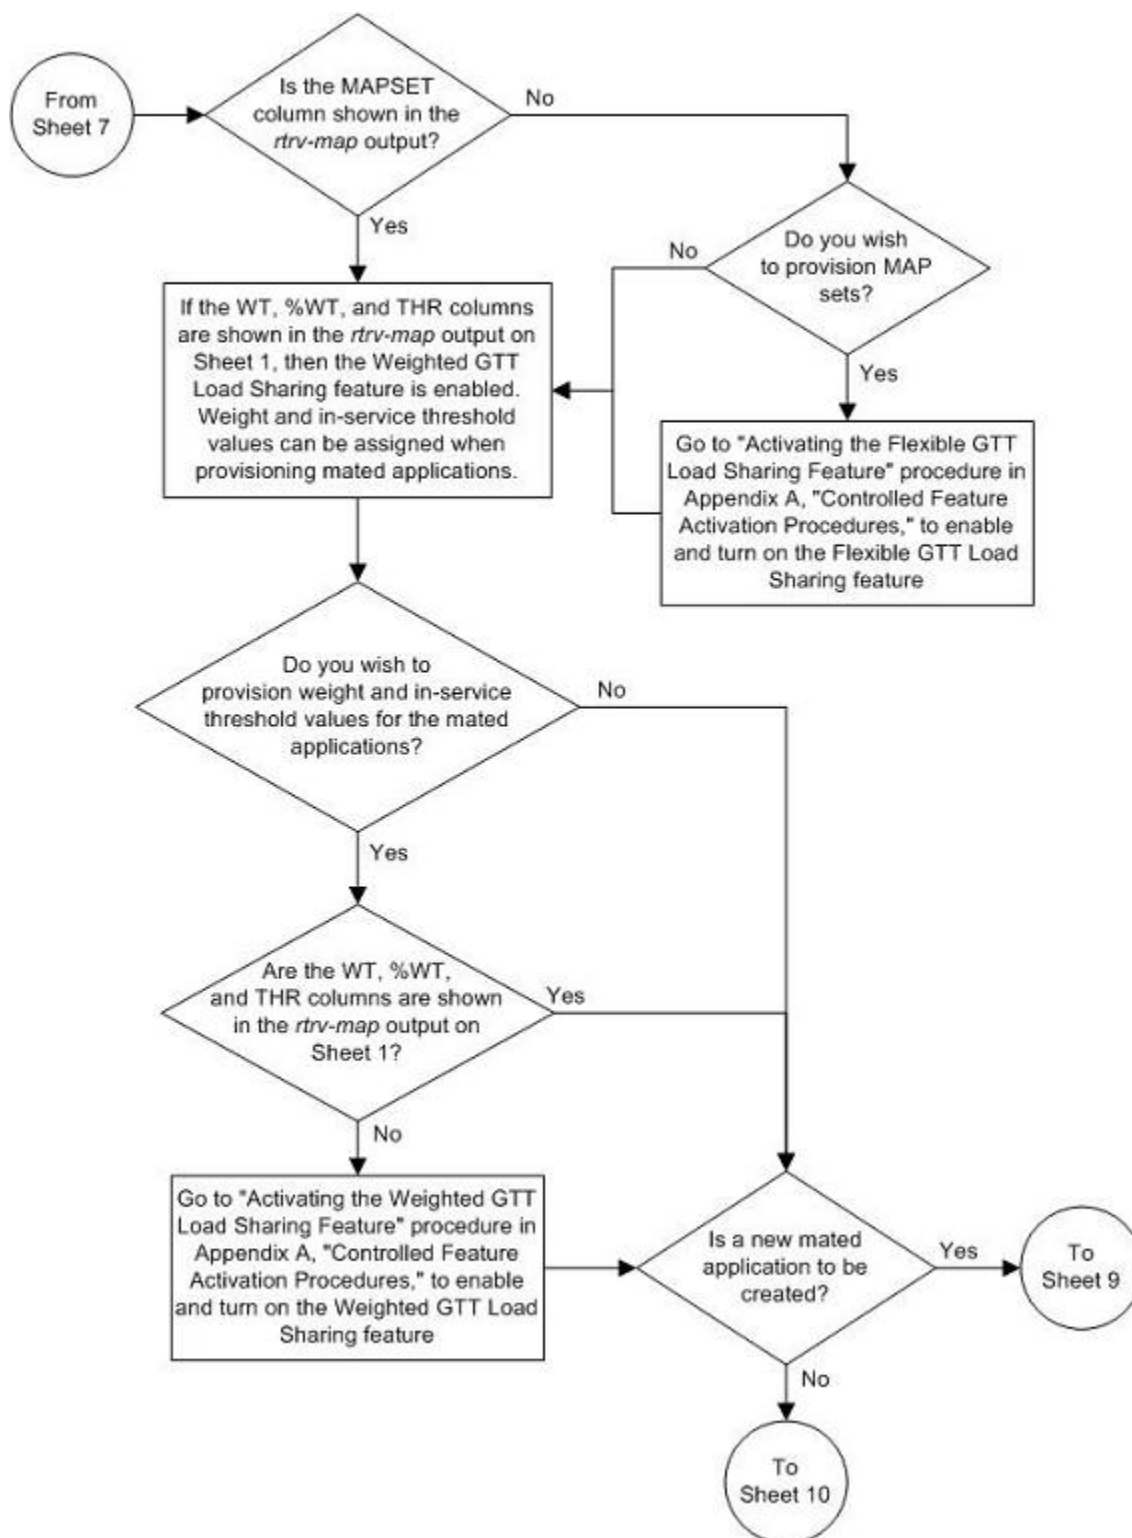 From
Sheet 7
Is the MAPSET
column shown in the
rtrv-map output?
No
Yes
Do you wish
to provision MAP
sets?
No
Yes
If the WT, %WT, and THR columns
are shown in the rtrv-map output on
Sheet 1, then the Weighted GTT
Load Sharing feature is enabled.
Weight and in-service threshold
values can be assigned when
provisioning mated applications.
Go to "Activating the Flexible GTT
Load Sharing Feature" procedure in
Appendix A, "Controlled Feature
Activation Procedures," to enable
and turn on the Flexible GTT Load
Sharing feature
Do you wish to
provision weight and in-service
threshold values for the mated
applications?
No
Yes
Are the WT, %WT,
and THR columns are shown
in the rtrv-map output on
Sheet 1?
Yes
No
Go to "Activating the Weighted GTT
Load Sharing Feature" procedure in
Appendix A, "Controlled Feature
Activation Procedures," to enable
and turn on the Weighted GTT Load
Sharing feature
Is a new mated
application to be
created?
Yes
To
Sheet 9
No
To
Sheet 10